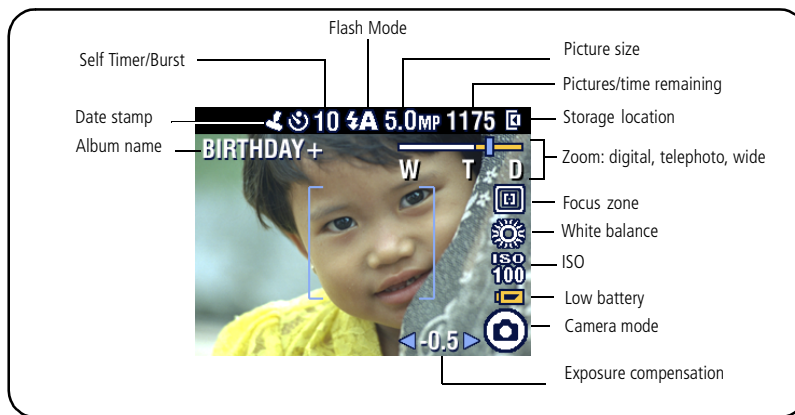 Flash Mode
Self Timer/Burst
Picture size
Pictures/time remaining
Date stamp
10 A 5.0MP 1175
Storage location
Album name
BIRTHDAY+
W T D
Zoom: digital, telephoto, wide
Focus zone
White balance
ISO
100
ISO
Low battery
Camera mode
-0.5
Exposure compensation